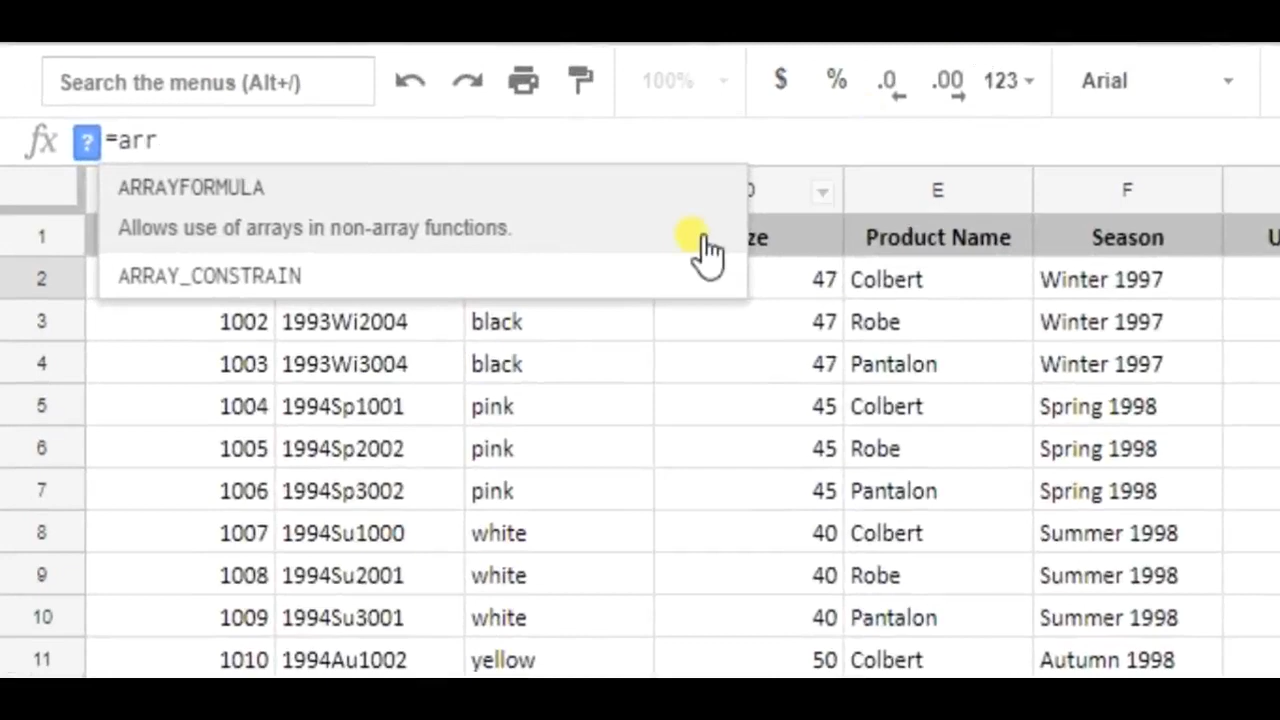 Search the menus (Alt+/) 100% $ % .0 .00 123 Arial
fx ? =arr
ARRAYFORMULA
Allows use of arrays in non-array functions.
ARRAY_CONSTRAIN
E F
1 ze Product Name Season U
2 47 Colbert Winter 1997
3 1002 1993Wi2004 black 47 Robe Winter 1997
4 1003 1993Wi3004 black 47 Pantalon Winter 1997
5 1004 1994Sp1001 pink 45 Colbert Spring 1998
6 1005 1994Sp2002 pink 45 Robe Spring 1998
7 1006 1994Sp3002 pink 45 Pantalon Spring 1998
8 1007 1994Su1000 white 40 Colbert Summer 1998
9 1008 1994Su2001 white 40 Robe Summer 1998
10 1009 1994Su3001 white 40 Pantalon Summer 1998
11 1010 1994Au1002 yellow 50 Colbert Autumn 1998